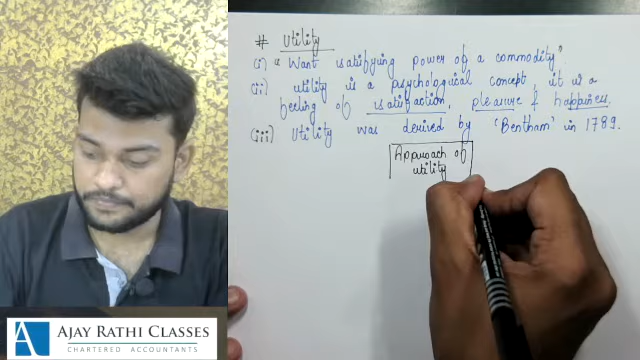 # Utility
(i) " Want satisfying power of a commodity".
(ii) Utility is a psychological concept it is a
feeling of satisfaction, pleasure & happiness.
(iii) Utility was derived by 'Bentham' in 1789.
Approach of
utility
AJAY RATHI CLASSES
CHARTERED ACCOUNTANTS